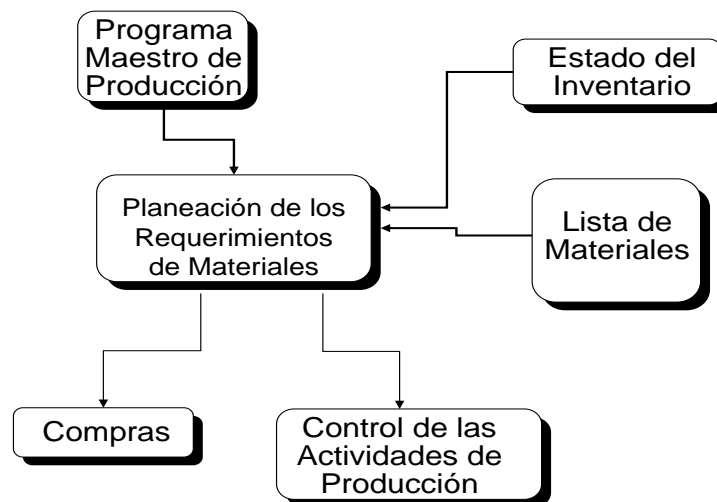 Programa
Maestro de
Producción
Estado del
Inventario
Planeación de los
Requerimientos
de Materiales
Lista de
Materiales
Compras
Control de las
Actividades de
Producción